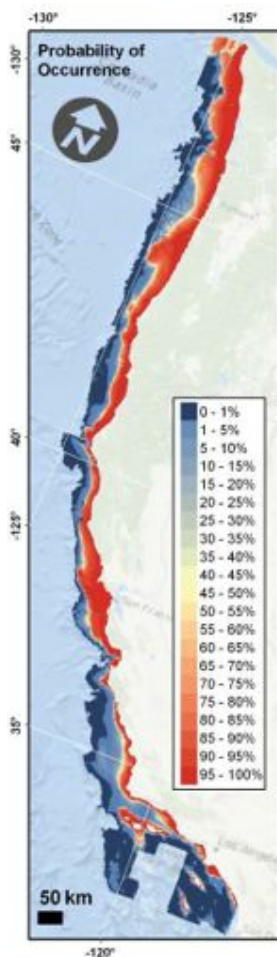 -130°
-125°
Probability of
Occurrence
-130°
Basin
N
45°
0 - 1%
1 - 5%
5 - 10%
10 - 15%
15 - 20%
20 - 25%
25 - 30%
30 - 35%
35 - 40%
40 - 45%
45 - 50%
50 - 55%
55 - 60%
60 - 65%
65 - 70%
70 - 75%
75 - 80%
80 - 85%
85 - 90%
90 - 95%
95 - 100%
40°
-125°
35°
50 km
-120°